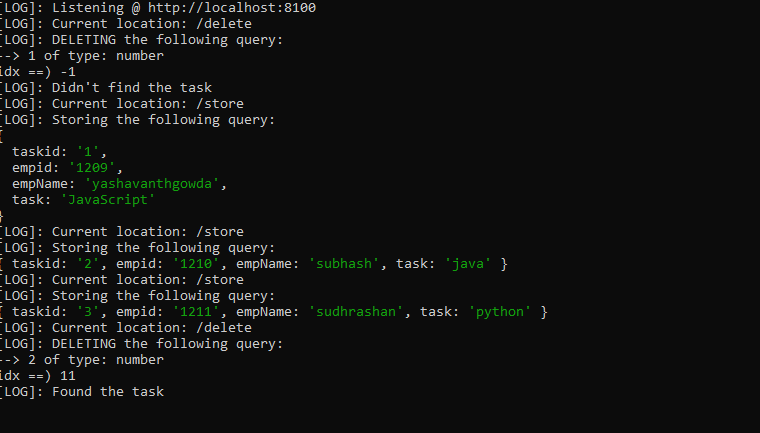 [LOG]: Listening @ http://localhost:8100
[LOG]: Current location: /delete
[LOG]: DELETING the following query:
--> 1 of type: number
idx ==) -1
[LOG]: Didn't find the task
[LOG]: Current location: /store
[LOG]: Storing the following query:
{
  taskid: '1',
  empid: '1209',
  empName: 'yashavanthgowda',
  task: 'JavaScript'
}
[LOG]: Current location: /store
[LOG]: Storing the following query:
{ taskid: '2', empid: '1210', empName: 'subhash', task: 'java' }
[LOG]: Current location: /store
[LOG]: Storing the following query:
{ taskid: '3', empid: '1211', empName: 'sudhrashan', task: 'python' }
[LOG]: Current location: /delete
[LOG]: DELETING the following query:
--> 2 of type: number
idx ==) 11
[LOG]: Found the task